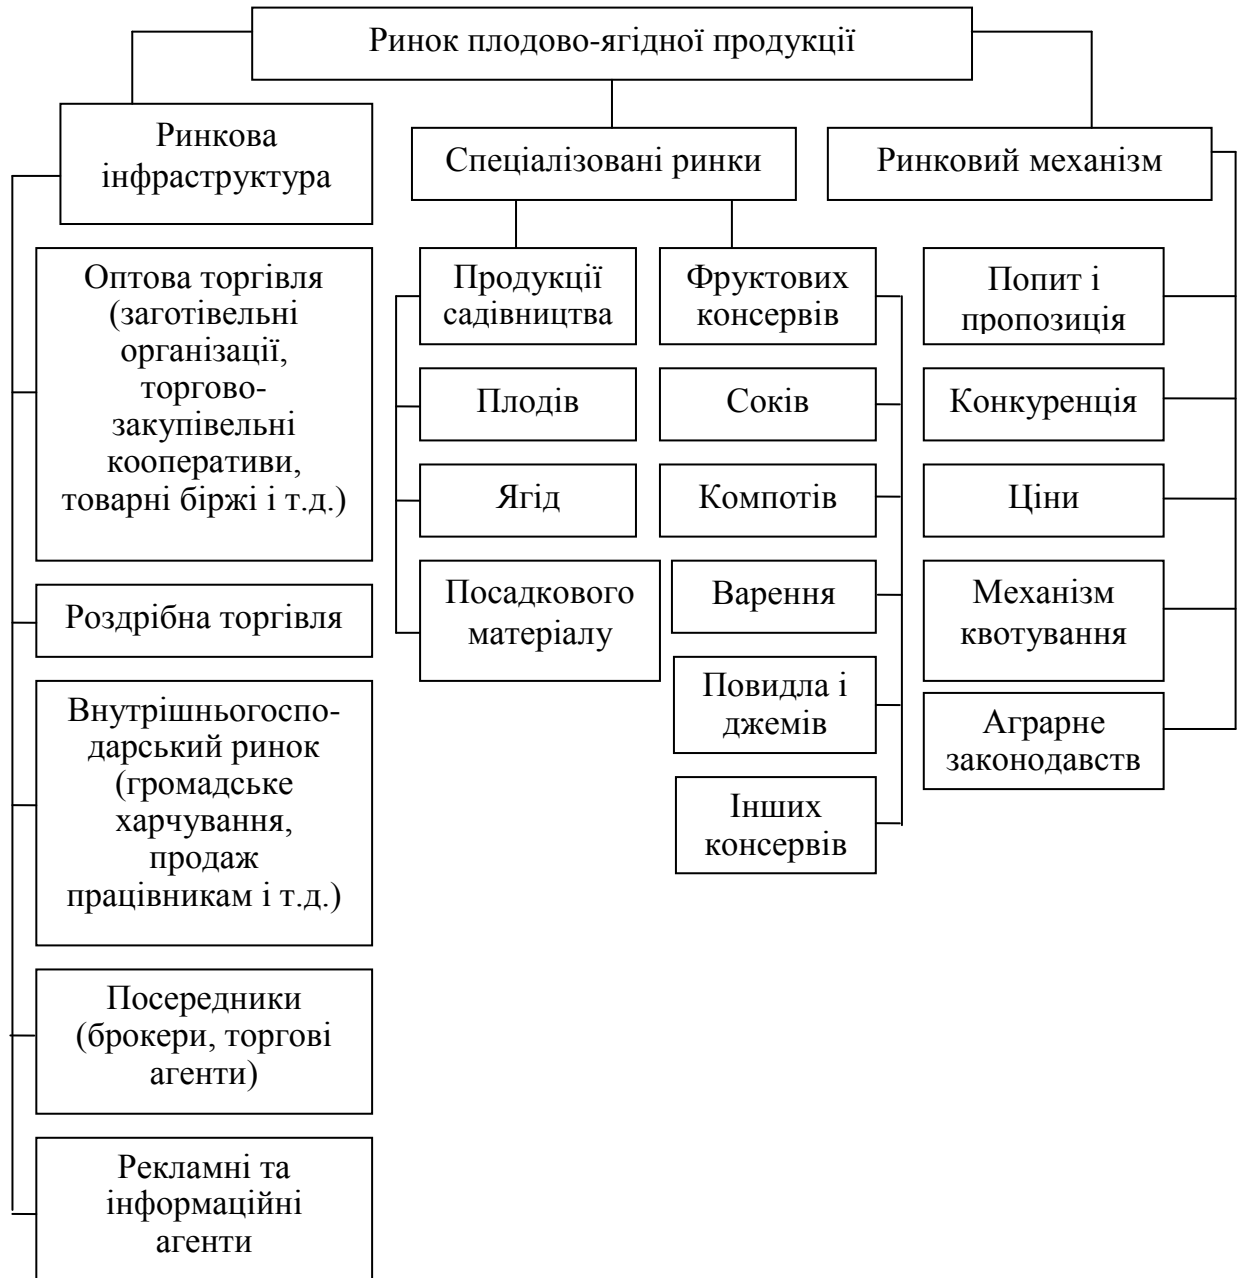 Ринок плодово-ягідної продукції
Ринкова
інфраструктура
Спеціалізовані ринки
Ринковий механізм
Оптова торгівля
(заготівельні
організації,
торгово-
закупівельні
кооперативи,
товарні біржі і т.д.)
Роздрібна торгівля
Внутрішньогоспо-
дарський ринок
(громадське
харчування,
продаж
працівникам і т.д.)
Посередники
(брокери, торгові
агенти)
Рекламні та
інформаційні
агенти
Продукції
садівництва
Плодів
Ягід
Посадкового
матеріалу
Фруктових
консервів
Соків
Компотів
Варення
Повидла і
джемів
Інших
консервів
Попит і
пропозиція
Конкуренція
Ціни
Механізм
квотування
Аграрне
законодавств